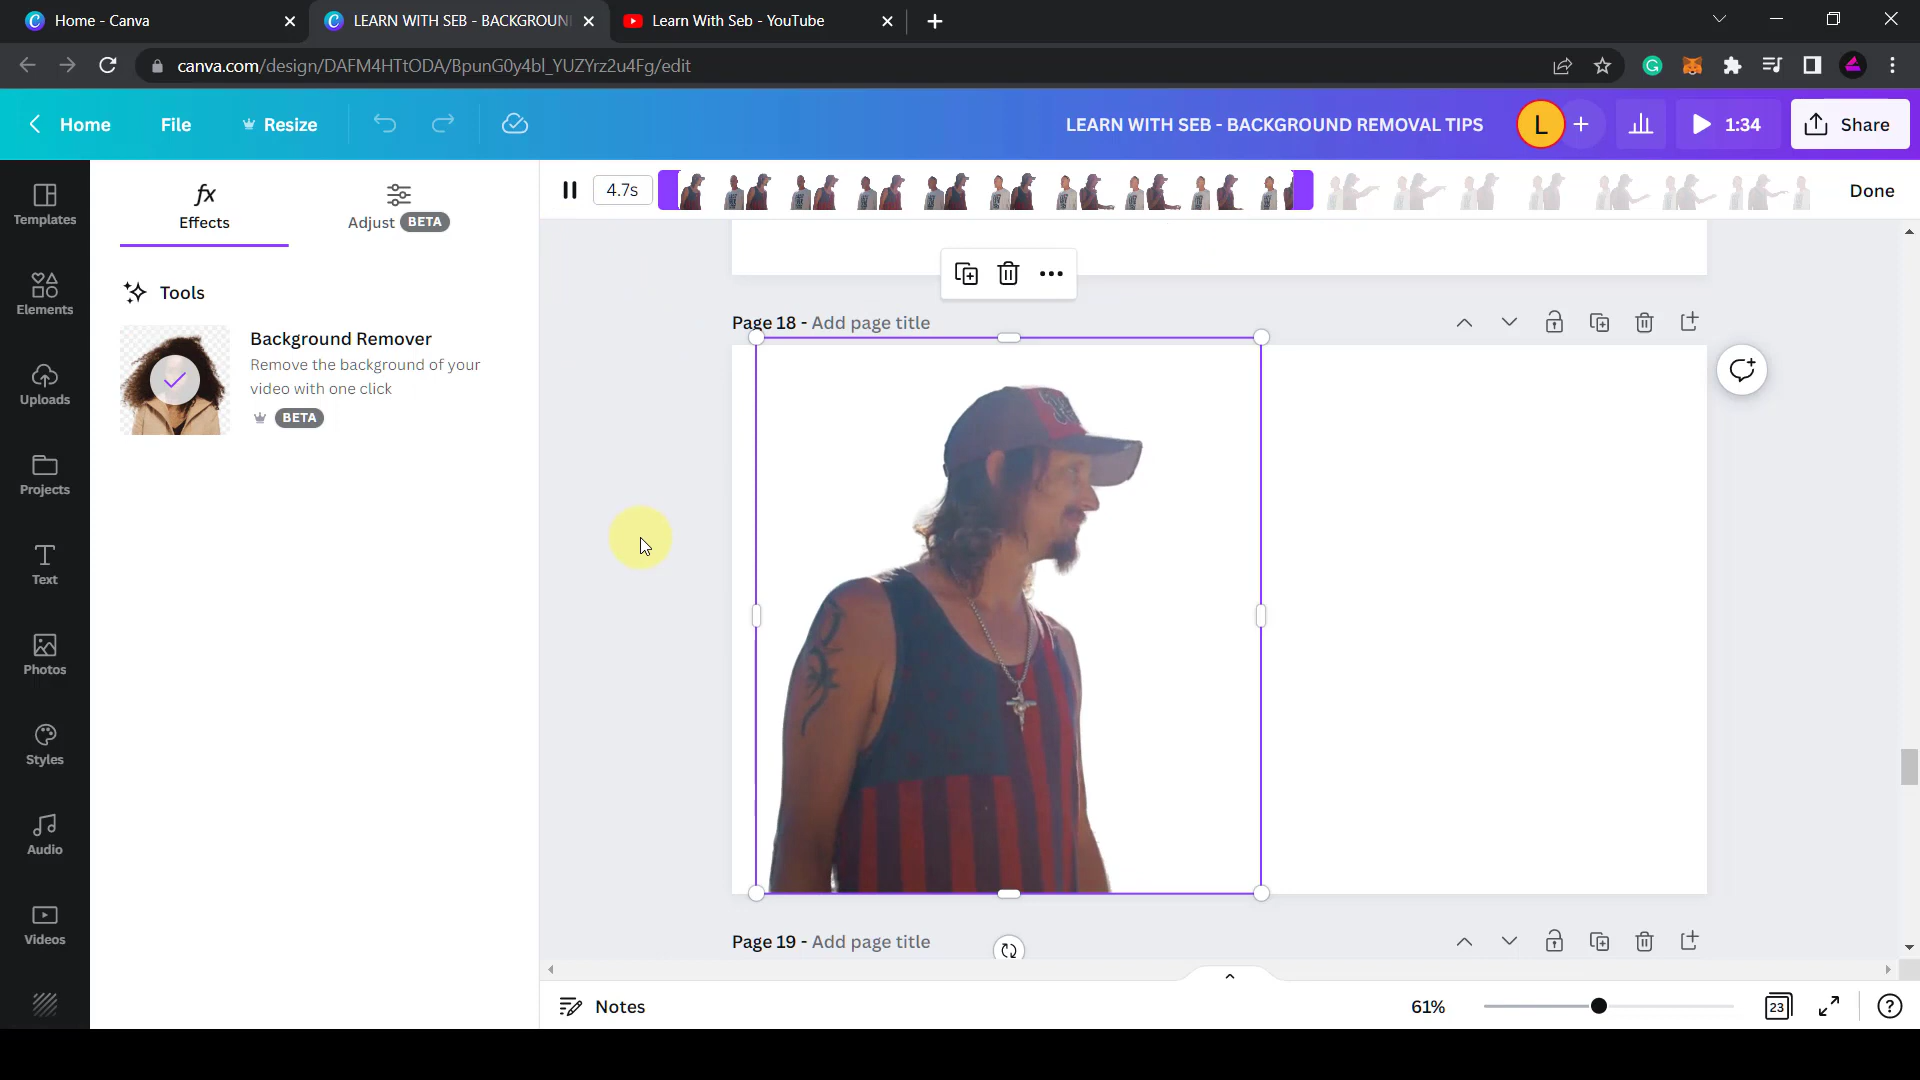 Home - Canva
LEARN WITH SEB - BACKGROUN
Learn With Seb - YouTube
canva.com/design/DAFM4HTtODA/BpunG0y4bl_YUZYrz2u4Fg/edit
Home
File
Resize
LEARN WITH SEB - BACKGROUND REMOVAL TIPS
L
1:34
Share
Templates
Elements
Uploads
Projects
Text
Photos
Styles
Audio
Videos
fx
Effects
Adjust BETA
Tools
Background Remover
Remove the background of your
video with one click
BETA
4.7s
Done
Page 18 - Add page title
Page 19 - Add page title
Notes
61%
23